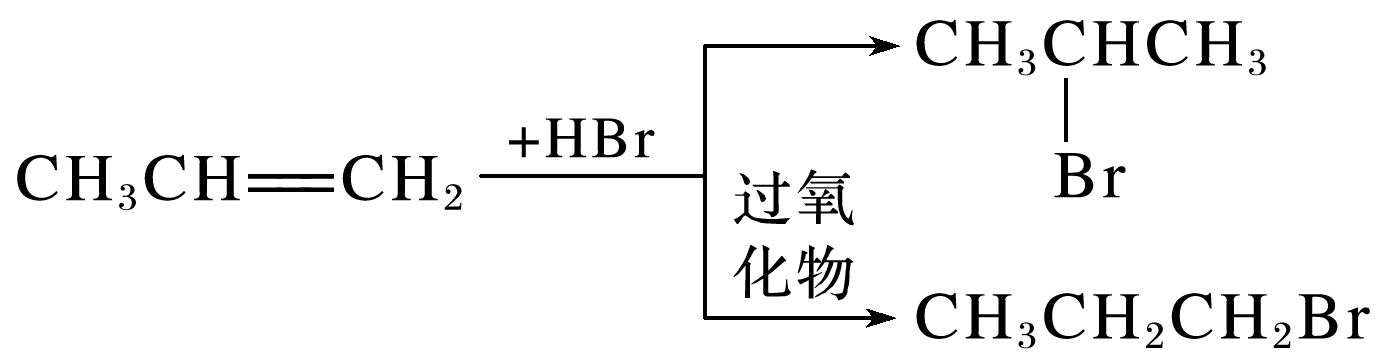 CH₃CH=CH₂
+HBr
CH₃CHCH₃
Br
过氧
化物
CH₃CH₂CH₂Br